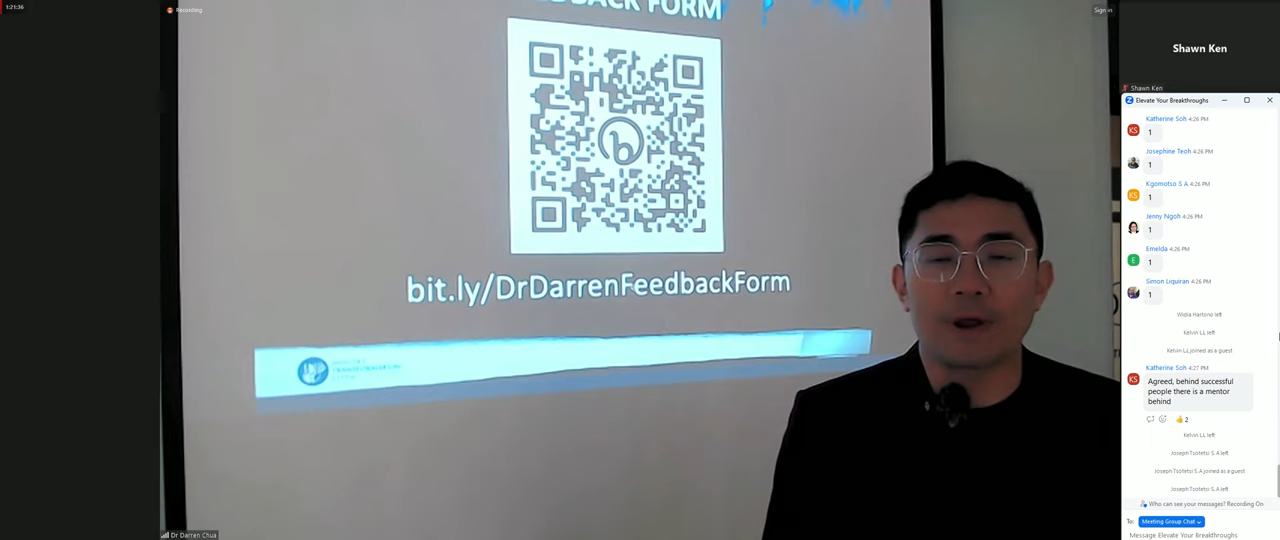 1:21:36
Recording
Sign in
DBACK FORM
bit.ly/DrDarrenFeedbackForm
Dr Darren Chua
Shawn Ken
Shawn Ken
Elevate Your Breakthroughs
Katherine Soh 4:26 PM
KS
1
Josephine Teoh 4:26 PM
1
Kgomotso S A 4:26 PM
KS
1
Jenny Ngoh 4:26 PM
1
Emelda 4:26 PM
E
1
Simon Liquiran 4:26 PM
1
Widia Hartono left
Kelvin LL left
Kelvin LL joined as a guest
Katherine Soh 4:27 PM
KS
Agreed, behind successful
people there is a mentor
behind
2
Kelvin LL left
Joseph Tsotetsi S. A left
Joseph Tsotetsi S. A joined as a guest
Joseph Tsotetsi S. A left
Who can see your messages? Recording On
To: Meeting Group Chat
Message Elevate Your Breakthroughs